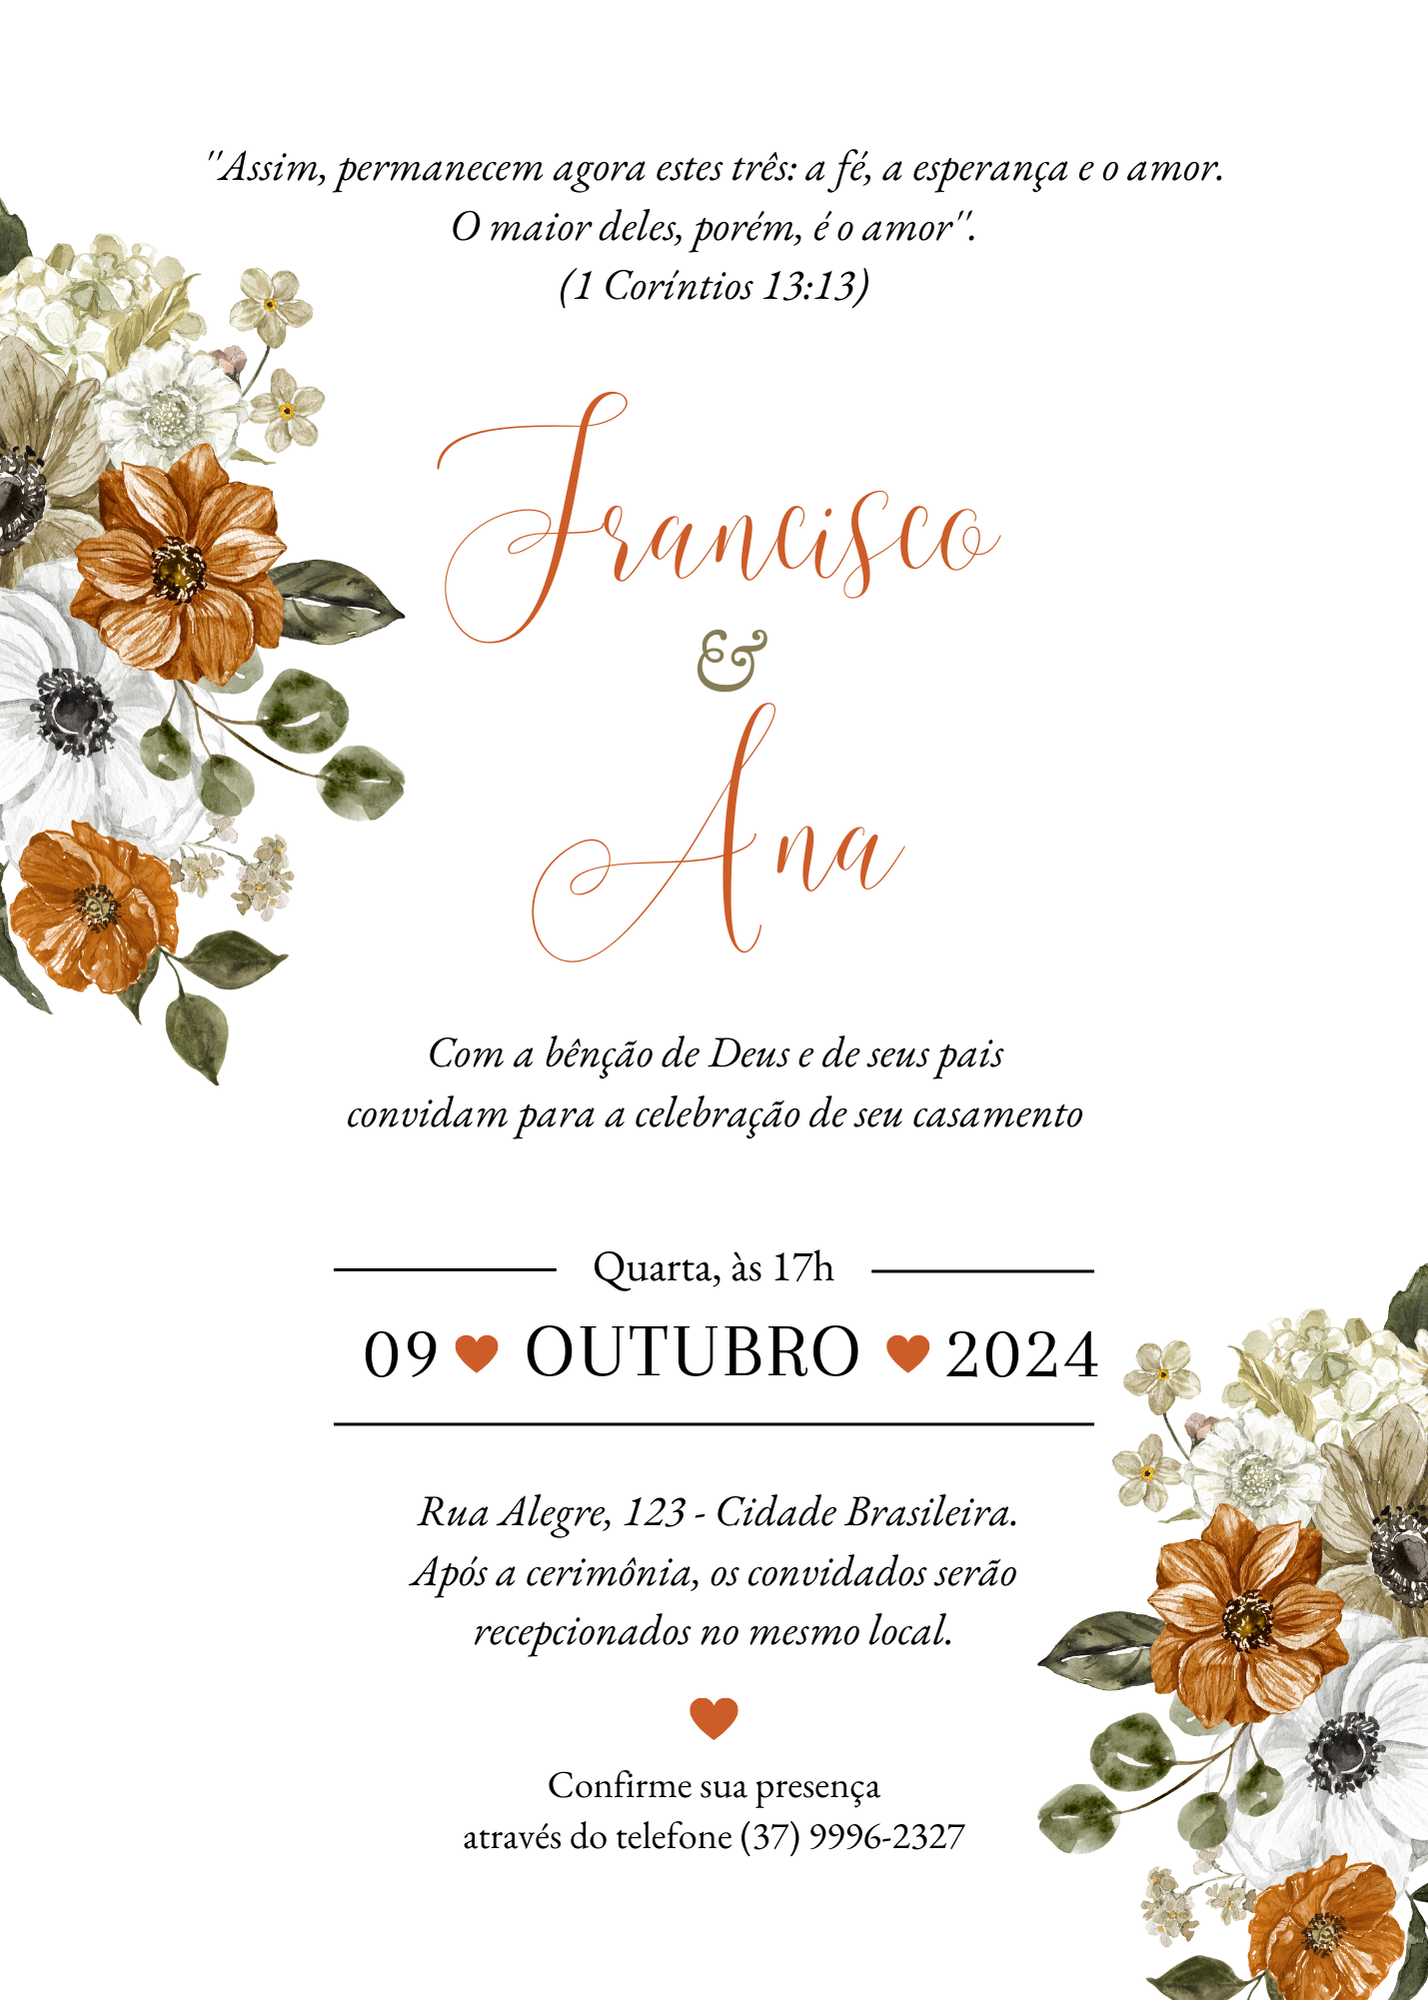 "Assim, permanecem agora estes três: a fé, a esperança e o amor.
O maior deles, porém, é o amor".
(1 Coríntios 13:13)
Francisco
&
Ana
Com a bênção de Deus e de seus pais
convidam para a celebração de seu casamento
Quarta, às 17h
09 OUTUBRO 2024
Rua Alegre, 123 - Cidade Brasileira.
Após a cerimônia, os convidados serão
recepcionados no mesmo local.
Confirme sua presença
através do telefone (37) 9996-2327